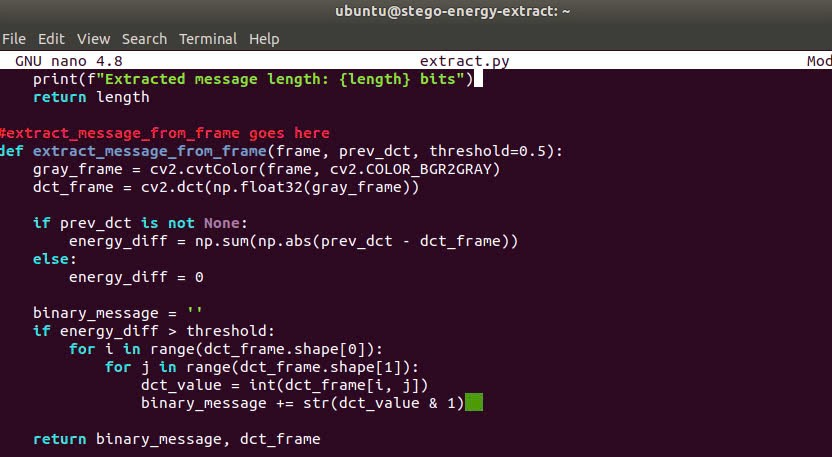 ubuntu@stego-energy-extract: ~
File Edit View Search Terminal Help
GNU nano 4.8 extract.py Mod
    print(f"Extracted message length: {length} bits")
    return length

#extract_message_from_frame goes here
def extract_message_from_frame(frame, prev_dct, threshold=0.5):
    gray_frame = cv2.cvtColor(frame, cv2.COLOR_BGR2GRAY)
    dct_frame = cv2.dct(np.float32(gray_frame))

    if prev_dct is not None:
        energy_diff = np.sum(np.abs(prev_dct - dct_frame))
    else:
        energy_diff = 0

    binary_message = ''
    if energy_diff > threshold:
        for i in range(dct_frame.shape[0]):
            for j in range(dct_frame.shape[1]):
                dct_value = int(dct_frame[i, j])
                binary_message += str(dct_value & 1)

    return binary_message, dct_frame